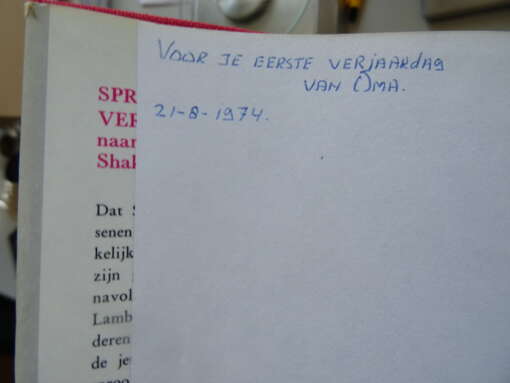 VOOR JE EERSTE VERJAARDAG
VAN OMA.
21-8-1974.
SPR
VER
naar
Shak
Dat S
senen
kelijk
zijn
navol
Lamb
deren
de je